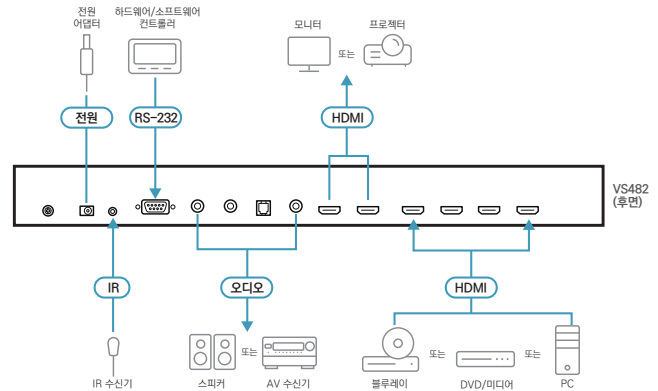 전원
어댑터
하드웨어/소프트웨어
컨트롤러
모니터
또는
프로젝터
전원
RS-232
HDMI
VS482
(후면)
IR
오디오
HDMI
IR 수신기
스피커
또는
AV 수신기
블루레이
또는
DVD/미디어
또는
PC